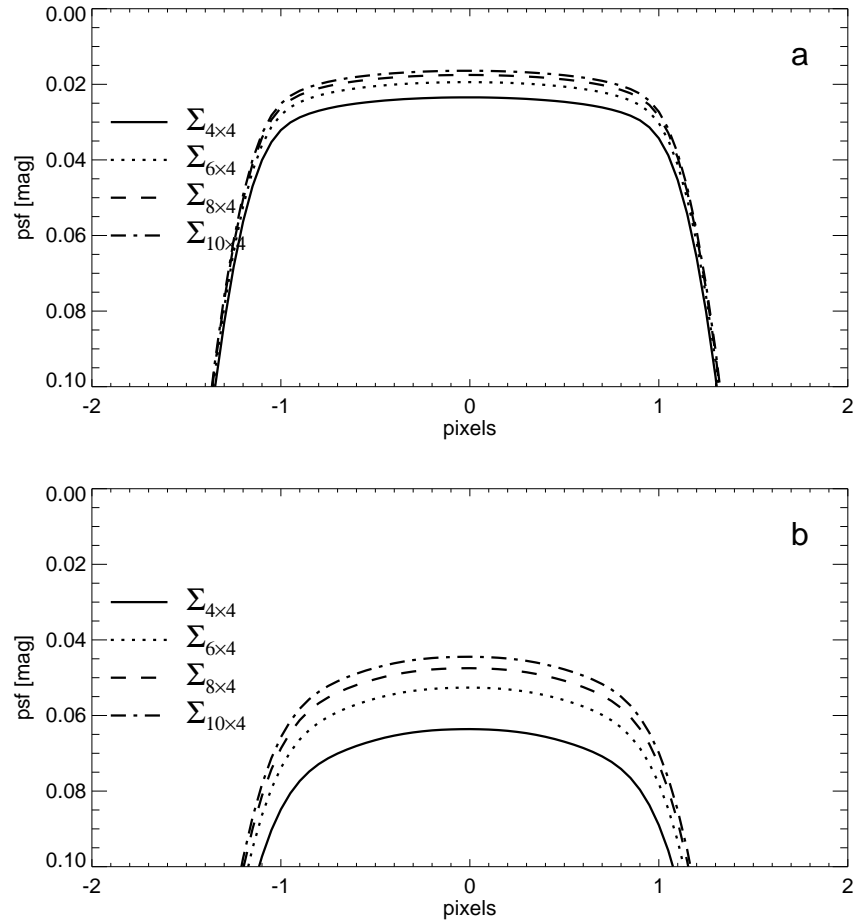 0.00
a
0.02
Σ4×4
0.04
Σ6×4
psf [mag]
Σ8×4
0.06
Σ10×4
0.08
0.10
-2 -1 0 1 2
pixels
0.00
b
0.02
Σ4×4
0.04
Σ6×4
psf [mag]
Σ8×4
0.06
Σ10×4
0.08
0.10
-2 -1 0 1 2
pixels